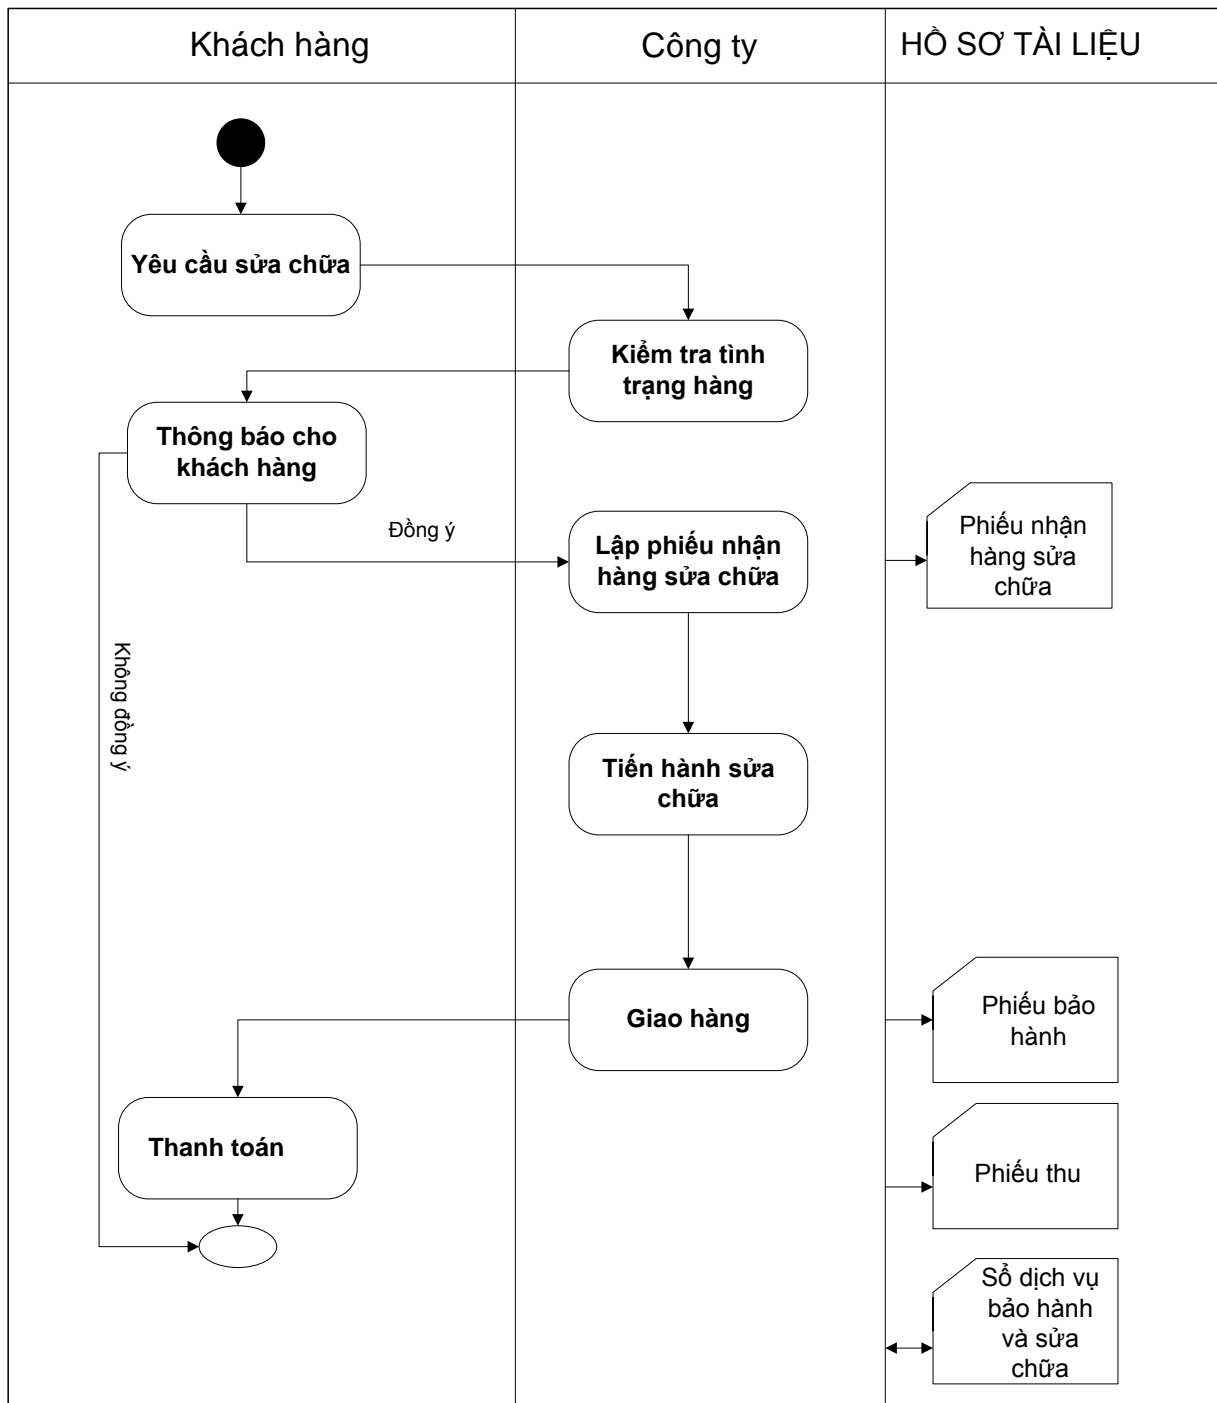 Khách hàng
Công ty
HỒ SƠ TÀI LIỆU
Yêu cầu sửa chữa
Kiểm tra tình
trạng hàng
Thông báo cho
khách hàng
Đồng ý
Lập phiếu nhận
hàng sửa chữa
Phiếu nhận
hàng sửa
chữa
Không đồng ý
Tiến hành sửa
chữa
Giao hàng
Phiếu bảo
hành
Thanh toán
Phiếu thu
Sổ dịch vụ
bảo hành
và sửa
chữa